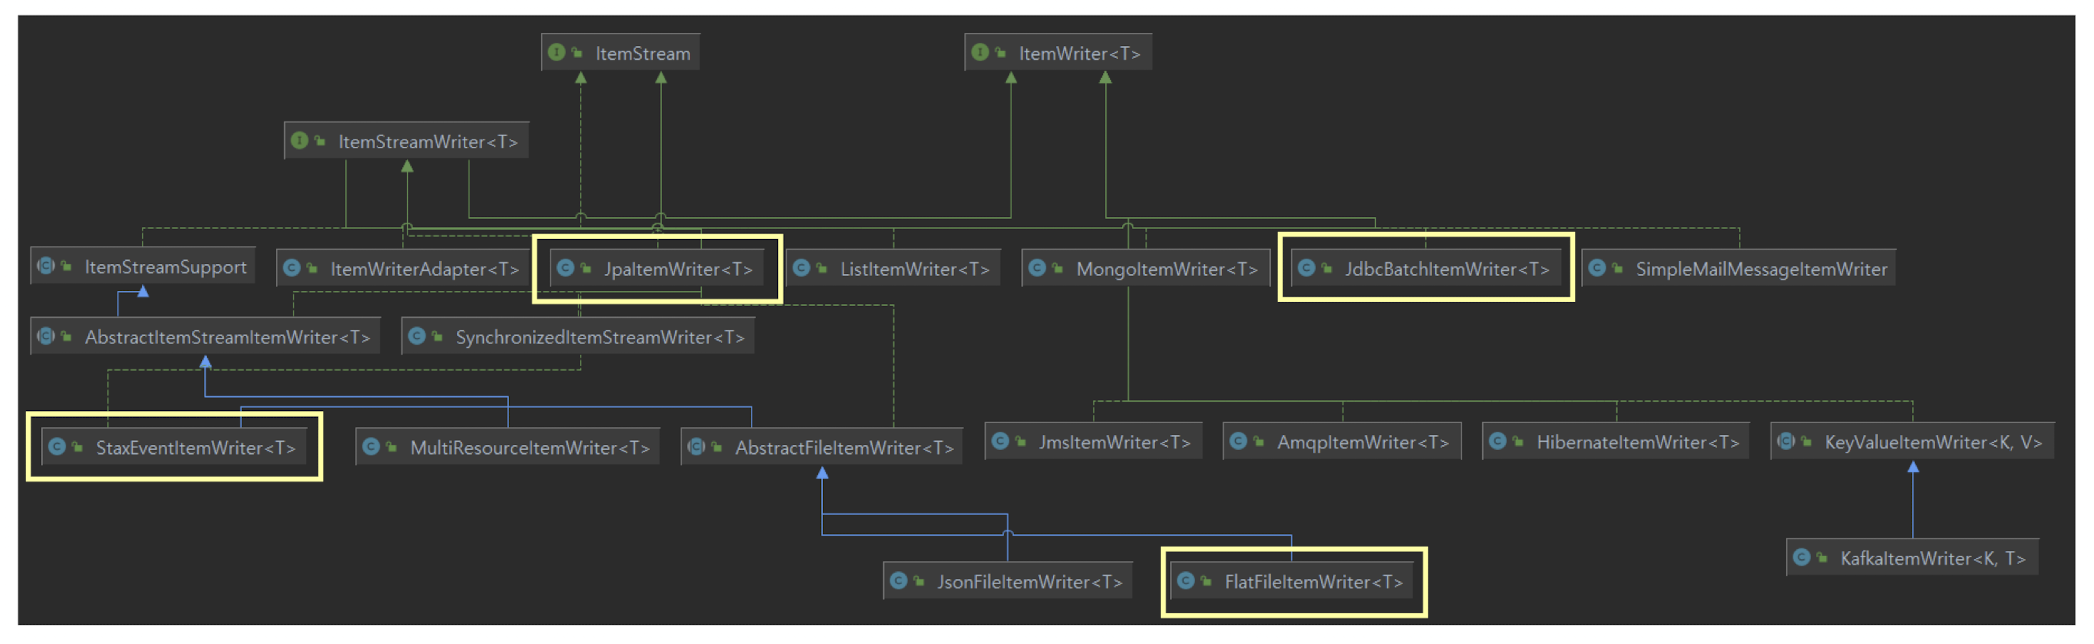 ItemStream
ItemWriter<T>
ItemStreamWriter<T>
ItemStreamSupport
ItemWriterAdapter<T>
JpaItemWriter<T>
ListItemWriter<T>
MongoItemWriter<T>
JdbcBatchItemWriter<T>
SimpleMailMessageItemWriter
AbstractItemStreamItemWriter<T>
SynchronizedItemStreamWriter<T>
StaxEventItemWriter<T>
MultiResourceItemWriter<T>
AbstractFileItemWriter<T>
JmsItemWriter<T>
AmqpItemWriter<T>
HibernateItemWriter<T>
KeyValueItemWriter<K, V>
JsonFileItemWriter<T>
FlatFileItemWriter<T>
KafkaItemWriter<K, T>